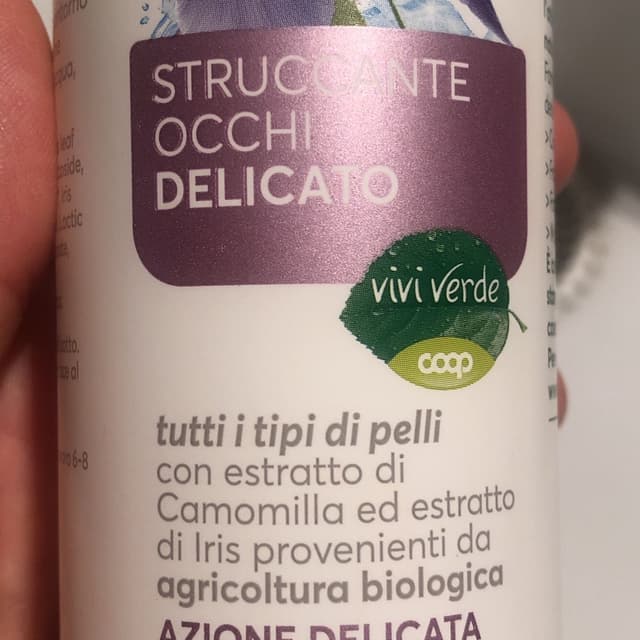 STRUCCANTE
OCCHI
DELICATO
vivi verde
coop
tutti i tipi di pelli
con estratto di
Camomilla ed estratto
di Iris provenienti da
agricoltura biologica
AZIONE DELICATA